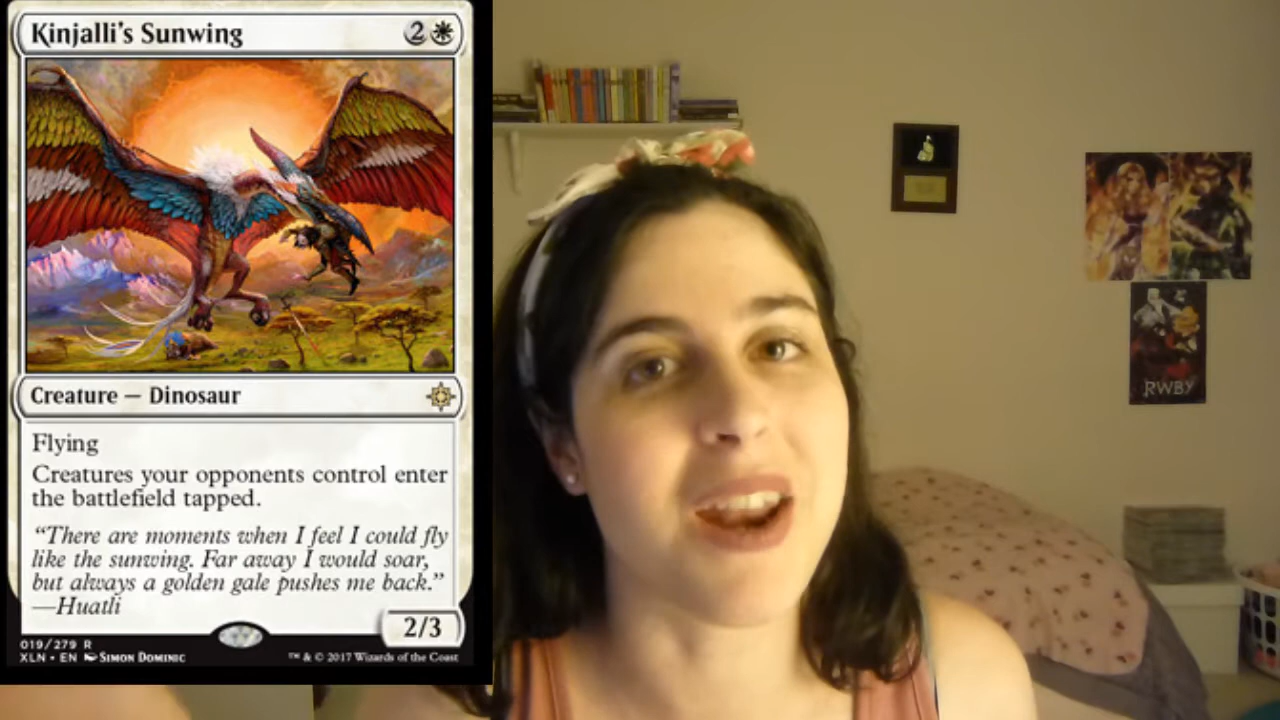 Kinjalli's Sunwing 2
Creature — Dinosaur
Flying
Creatures your opponents control enter
the battlefield tapped.
“There are moments when I feel I could fly
like the sunwing. Far away I would soar,
but always a golden gale pushes me back.”
—Huatli
2/3
019/279 R
XLN • EN SIMON DOMINIC ™ & © 2017 Wizards of the Coast
RWBY